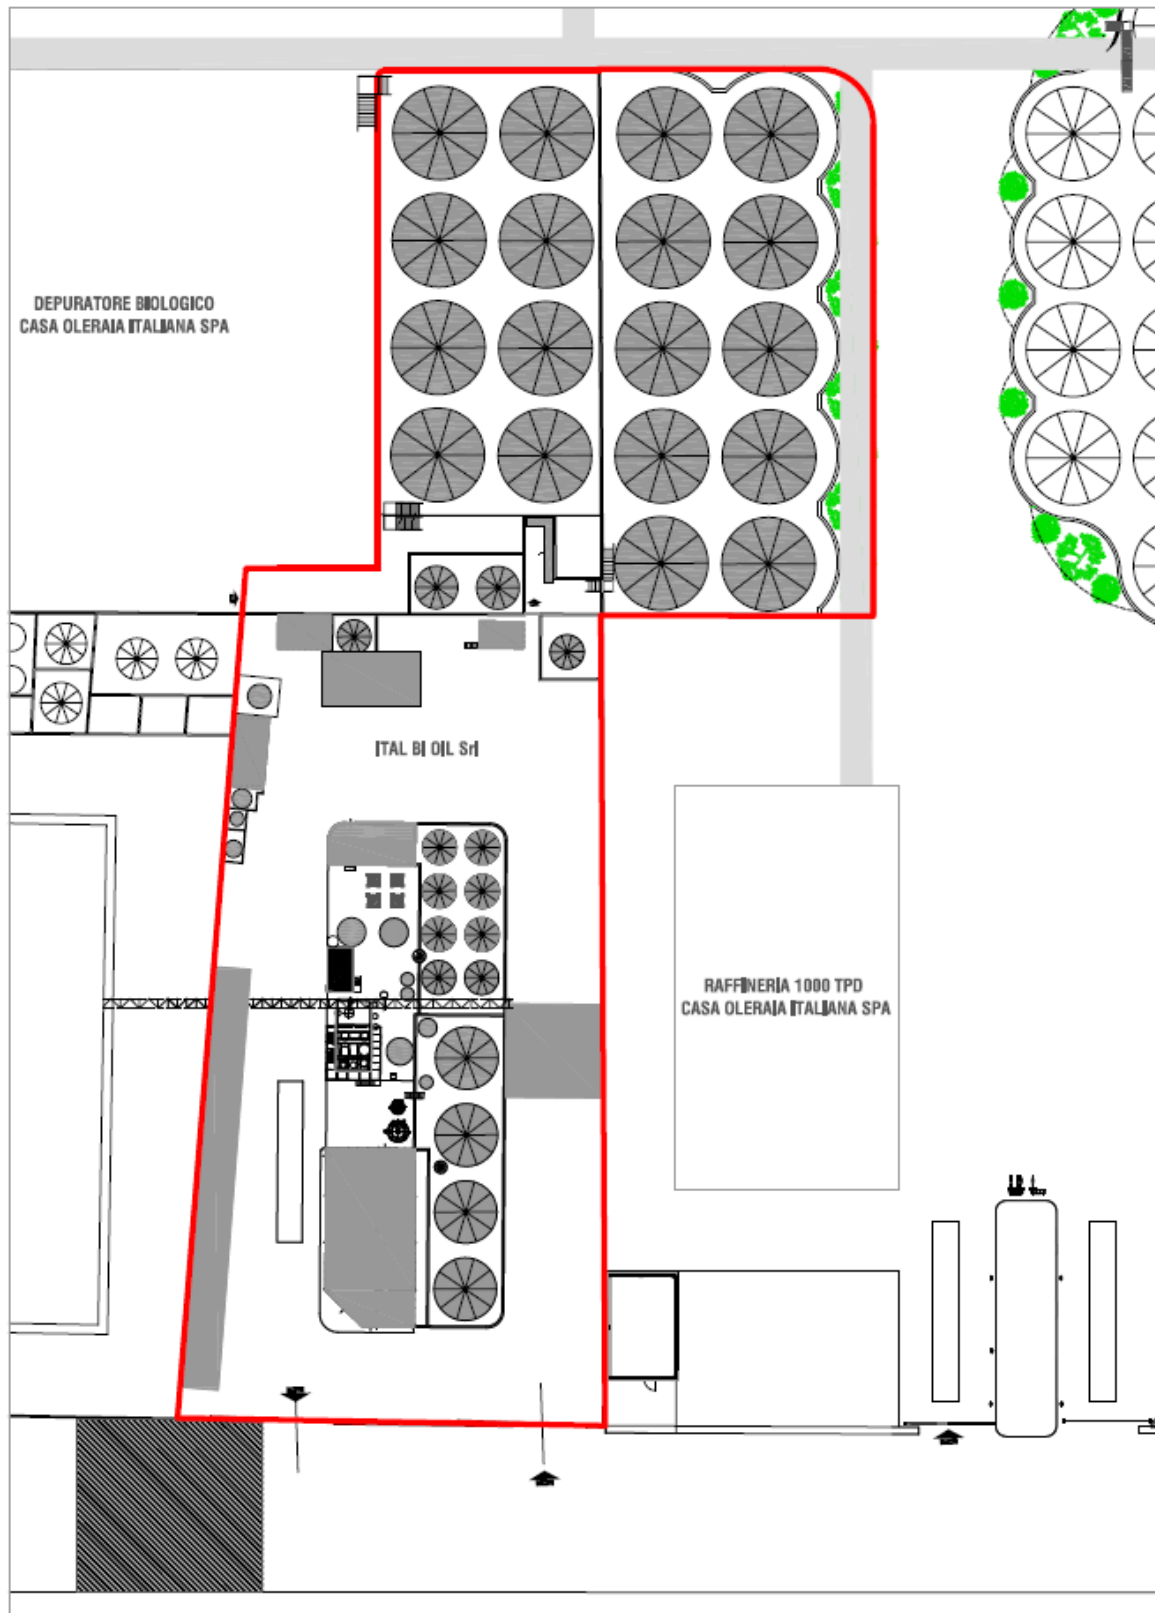 DEPURATORE BIOLOGICO
CASA OLERAIA ITALIANA SPA
ITAL BI OIL Srl
RAFFINERIA 1000 TPD
CASA OLERAIA ITALIANA SPA